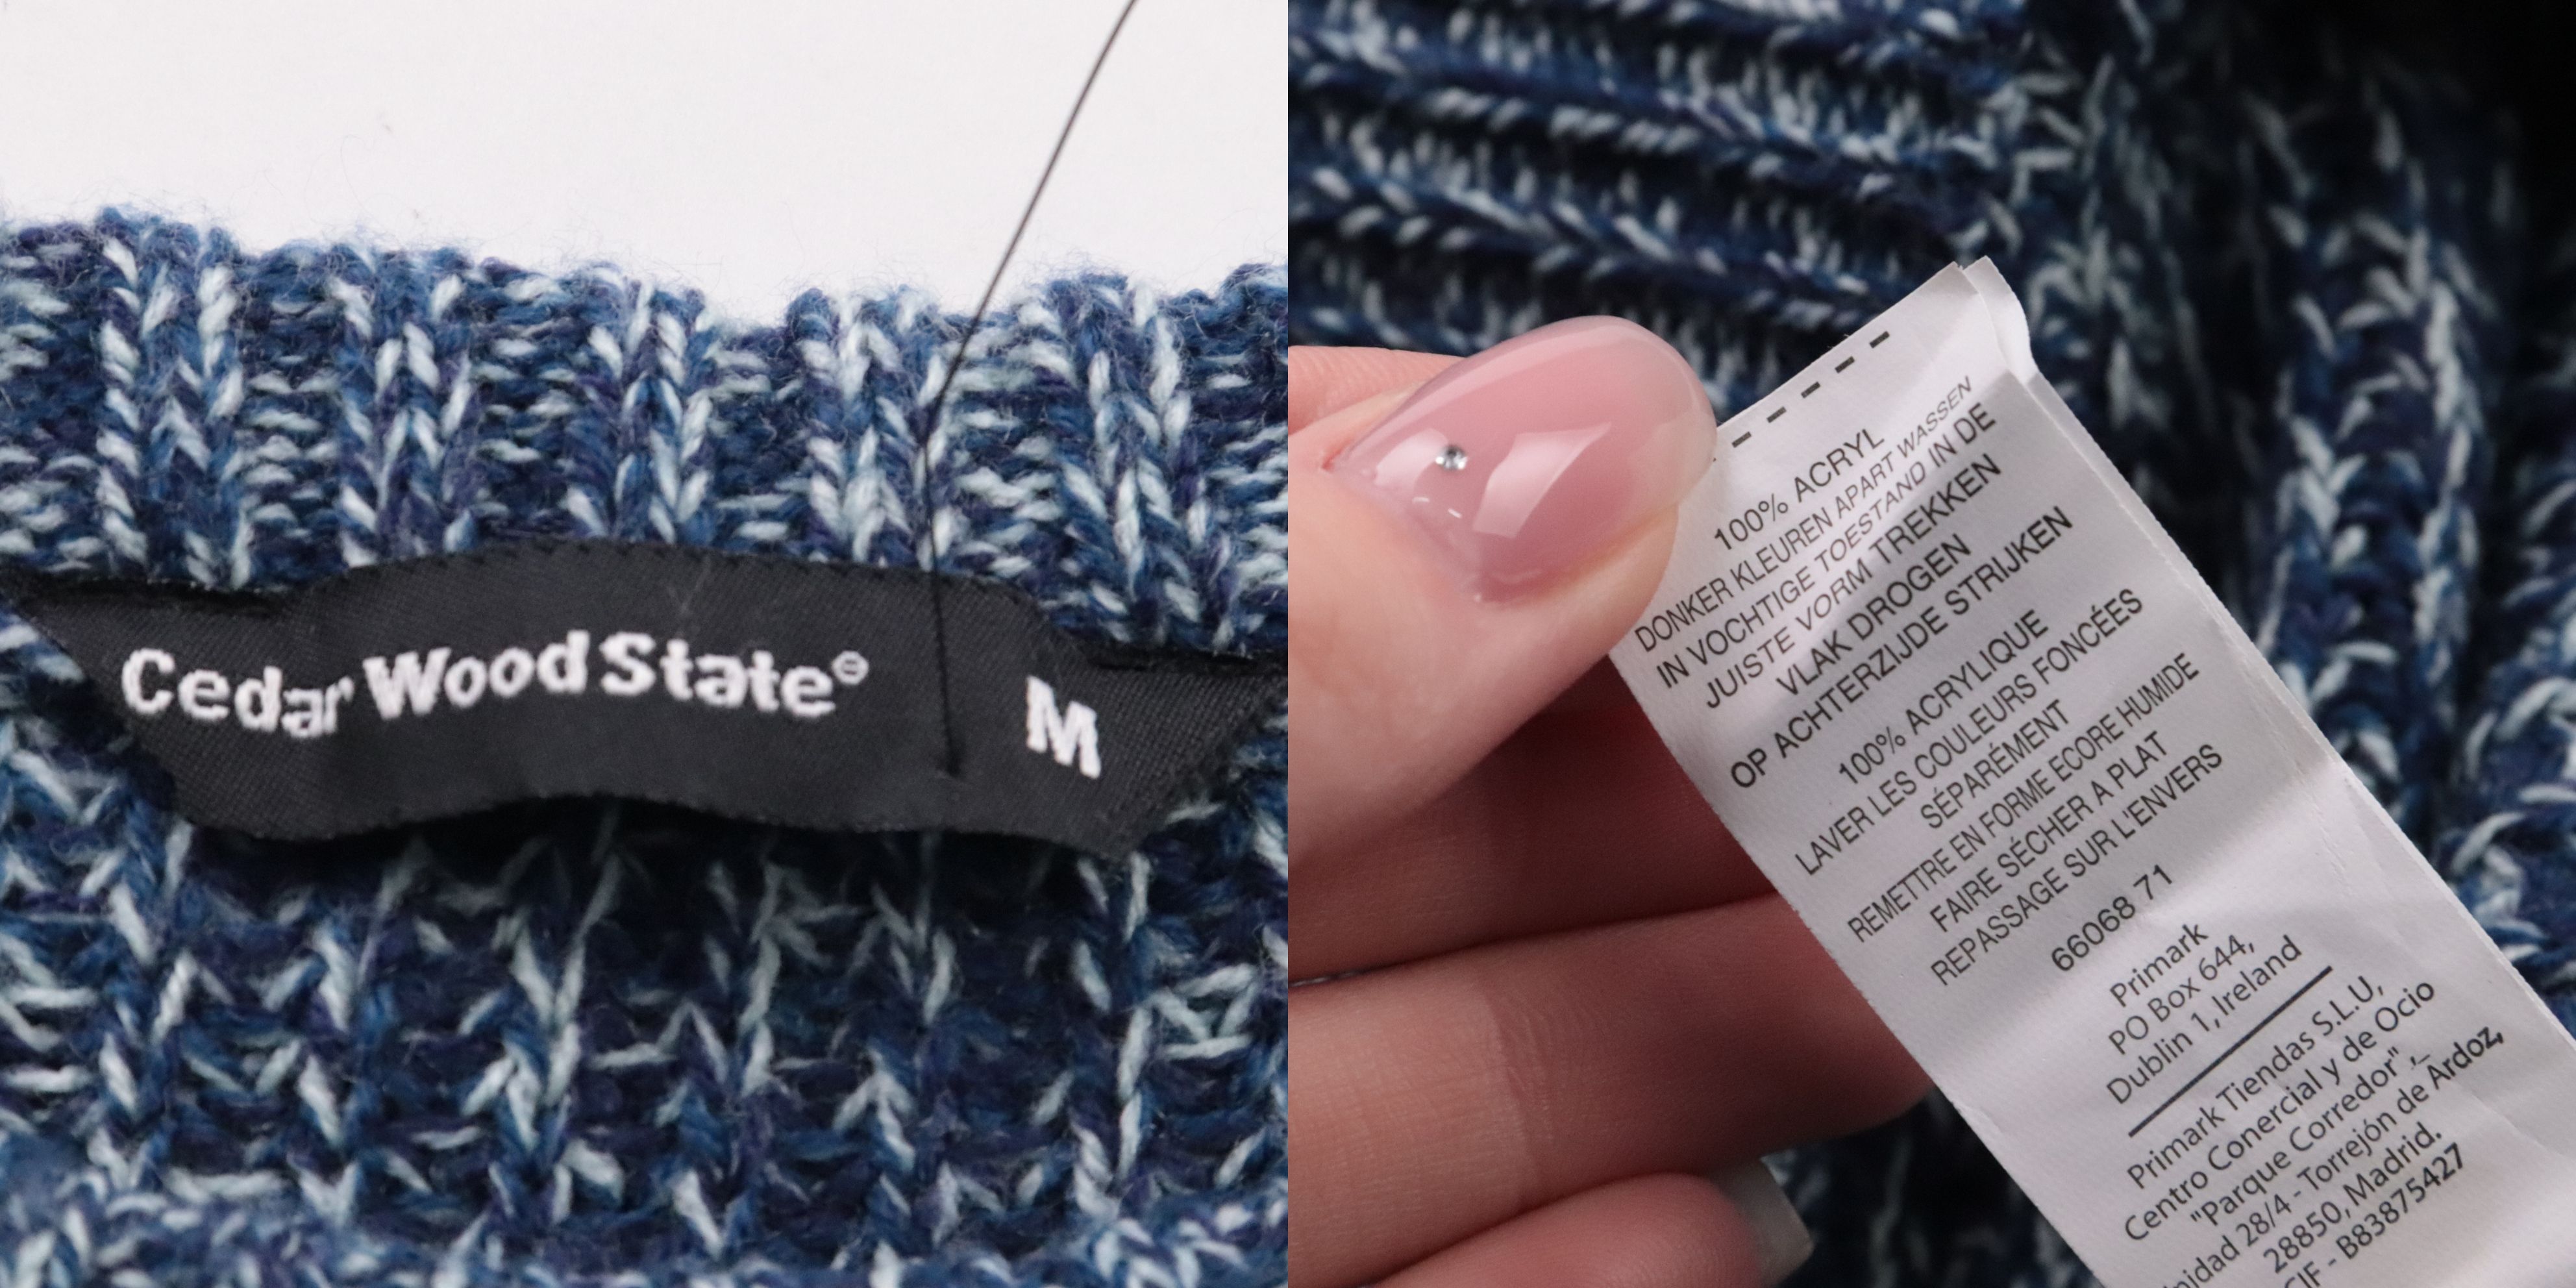 Cedar Wood State®
M
100% ACRYL
DONKER KLEUREN APART WASSEN
IN VOCHTIGE TOESTAND IN DE
JUISTE VORM TREKKEN
VLAK DROGEN
OP ACHTERZIJDE STRIJKEN
100% ACRYLIQUE
LAVER LES COULEURS FONCÉES
SÉPARÉMENT
REMETTRE EN FORME ECORE HUMIDE
FAIRE SÉCHER A PLAT
REPASSAGE SUR L'ENVERS
66068 71
Primark
PO Box 644,
Dublin 1, Ireland
Primark Tiendas S.L.U,
Centro Conercial y de Ocio
"Parque Corredor",
nidad 28/4 - Torrejón de Ardoz,
28850, Madrid.
CIF - B83875427